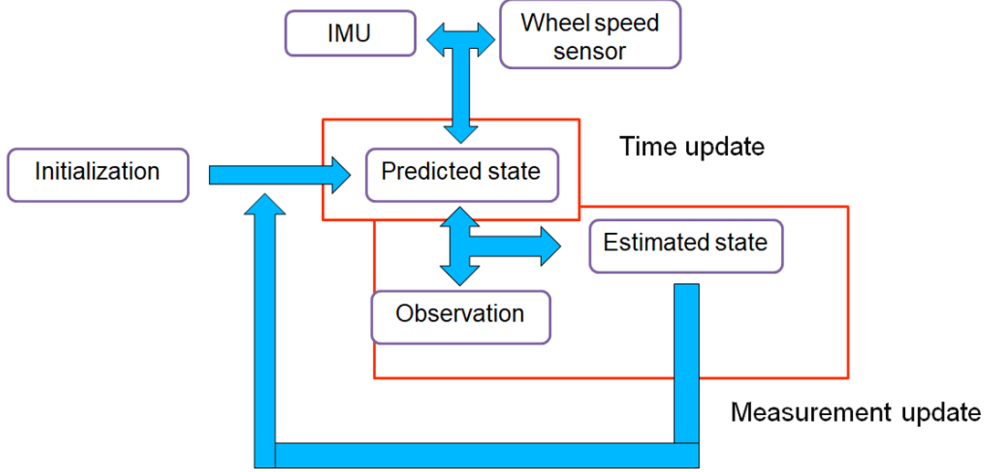 IMU
Wheel speed
sensor
Time update
Initialization
Predicted state
Estimated state
Observation
Measurement update